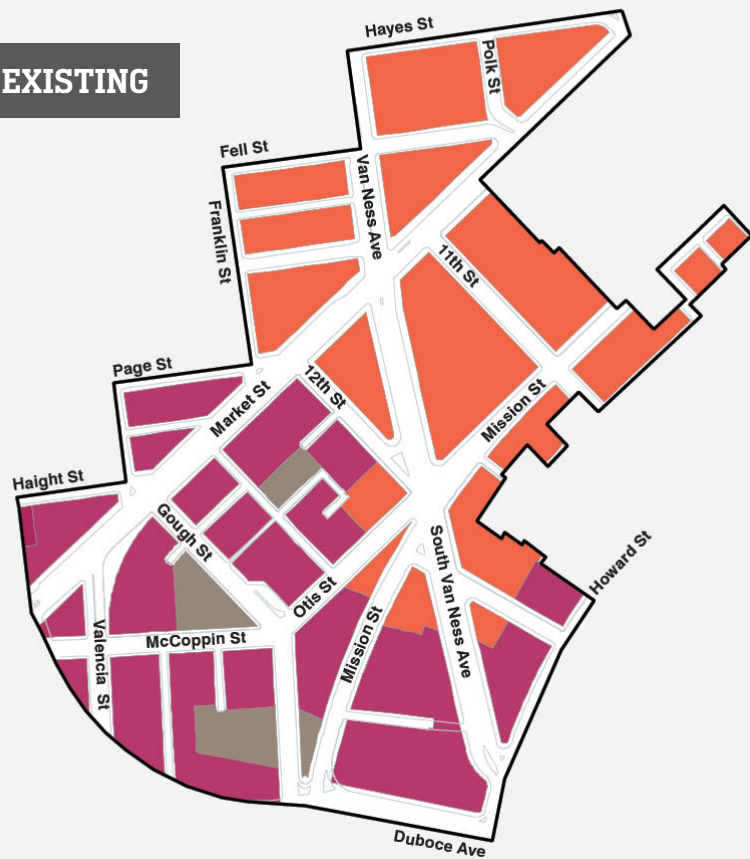 Hayes St
EXISTING
Polk St
Fell St
Van Ness Ave
Franklin St
11th St
Page St
12th St
Market St
Mission St
Haight St
Gough St
South Van Ness Ave
Howard St
Otis St
Mission St
McCoppin St
Valencia St
Duboce Ave